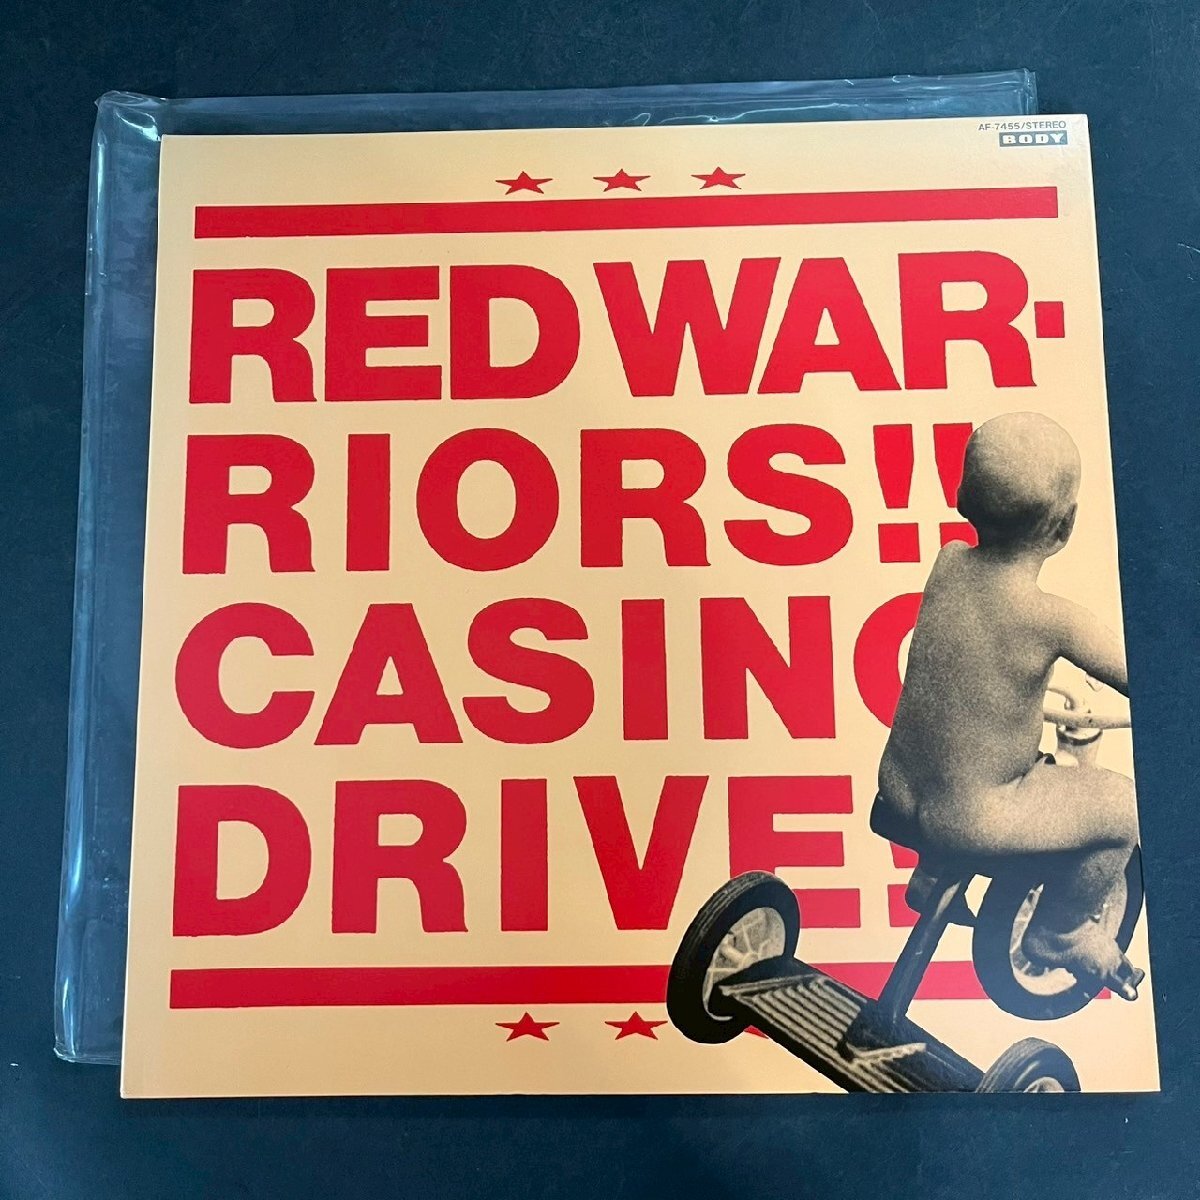 AF-7455/STEREO
BODY
RED WAR-
RIORS!!
CASINO
DRIVE!